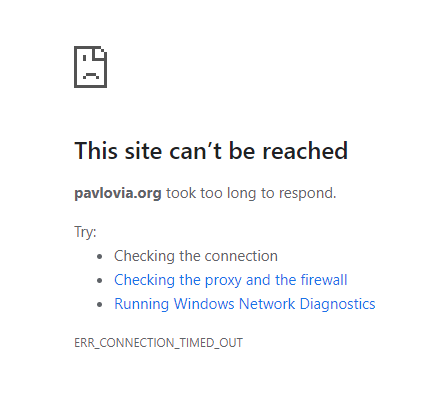 This site can’t be reached
pavlovia.org took too long to respond.
Try:
• Checking the connection
• Checking the proxy and the firewall
• Running Windows Network Diagnostics
ERR_CONNECTION_TIMED_OUT